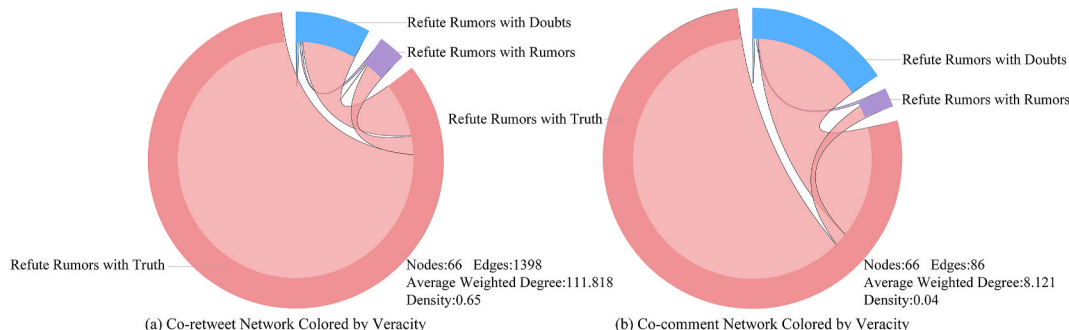 Refute Rumors with Doubts
Refute Rumors with Rumors
Refute Rumors with Truth
Nodes:66 Edges:1398
Average Weighted Degree:111.818
Density:0.65
(a) Co-retweet Network Colored by Veracity
Refute Rumors with Doubts
Refute Rumors with Rumors
Refute Rumors with Truth
Nodes:66 Edges:86
Average Weighted Degree:8.121
Density:0.04
(b) Co-comment Network Colored by Veracity